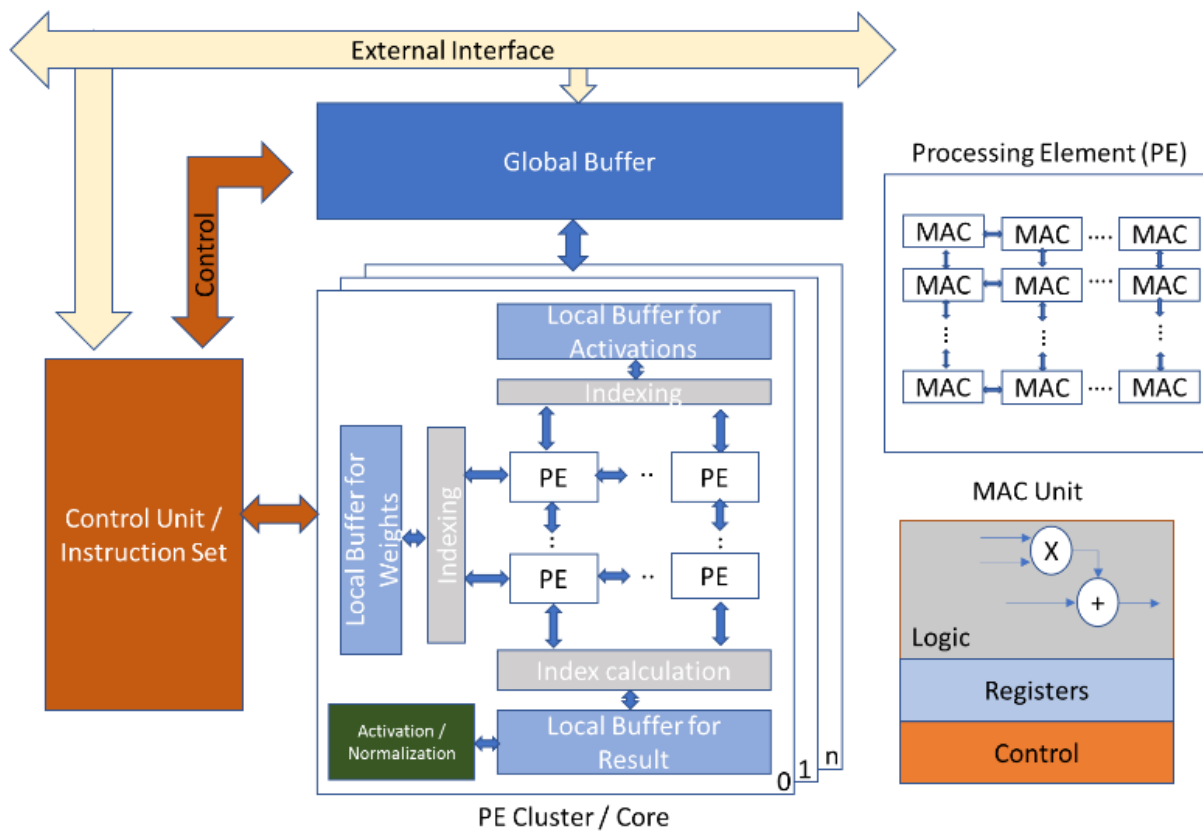 External Interface
Global Buffer
Control
Control Unit /
Instruction Set
Local Buffer for
Activations
Indexing
Local Buffer for
Weights
Indexing
PE
..
PE
⋮
⋮
PE
..
PE
Index calculation
Activation /
Normalization
Local Buffer for
Result
0
1
n
PE Cluster / Core
Processing Element (PE)
MAC MAC .... MAC
MAC MAC .... MAC
⋮ ⋮ ⋮
MAC MAC .... MAC
MAC Unit
X
+
Logic
Registers
Control